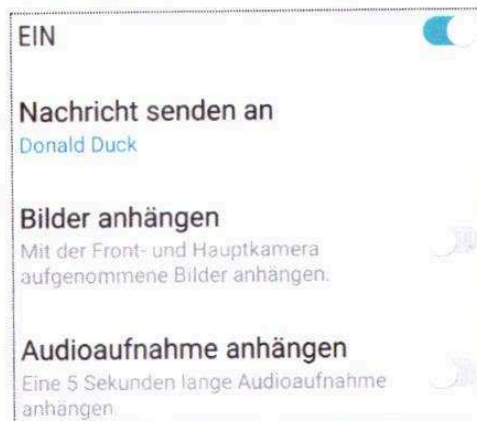 EIN
Nachricht senden an
Donald Duck
Bilder anhängen
Mit der Front- und Hauptkamera
aufgenommene Bilder anhängen.
Audioaufnahme anhängen
Eine 5 Sekunden lange Audioaufnahme
anhängen.